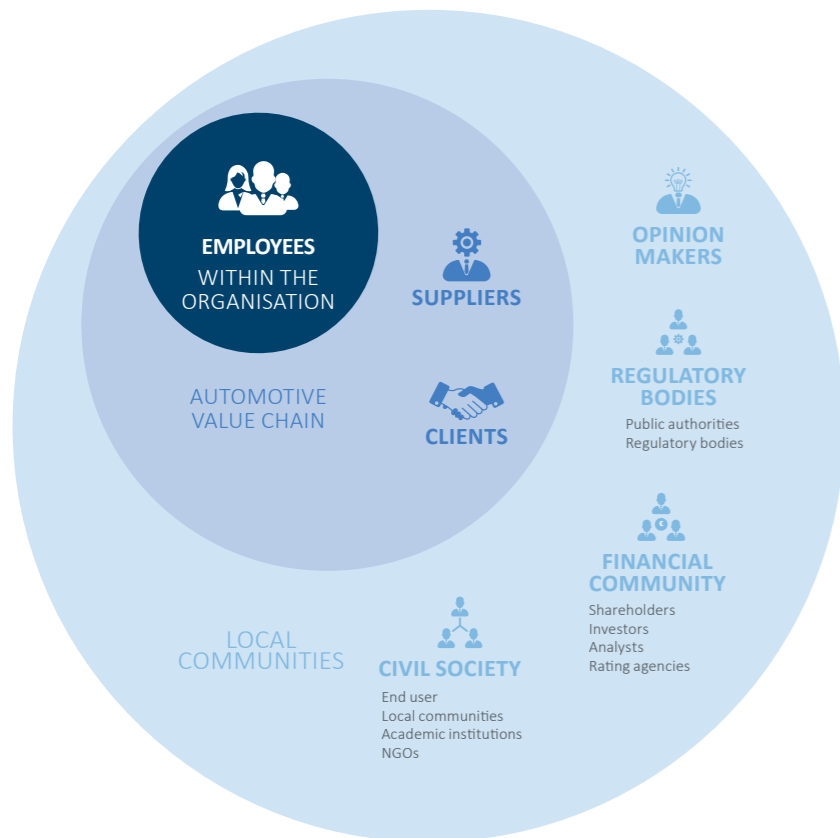 EMPLOYEES
WITHIN THE
ORGANISATION
SUPPLIERS
AUTOMOTIVE
VALUE CHAIN
CLIENTS
OPINION
MAKERS
REGULATORY
BODIES
Public authorities
Regulatory bodies
FINANCIAL
COMMUNITY
Shareholders
Investors
Analysts
Rating agencies
LOCAL
COMMUNITIES
CIVIL SOCIETY
End user
Local communities
Academic institutions
NGOs